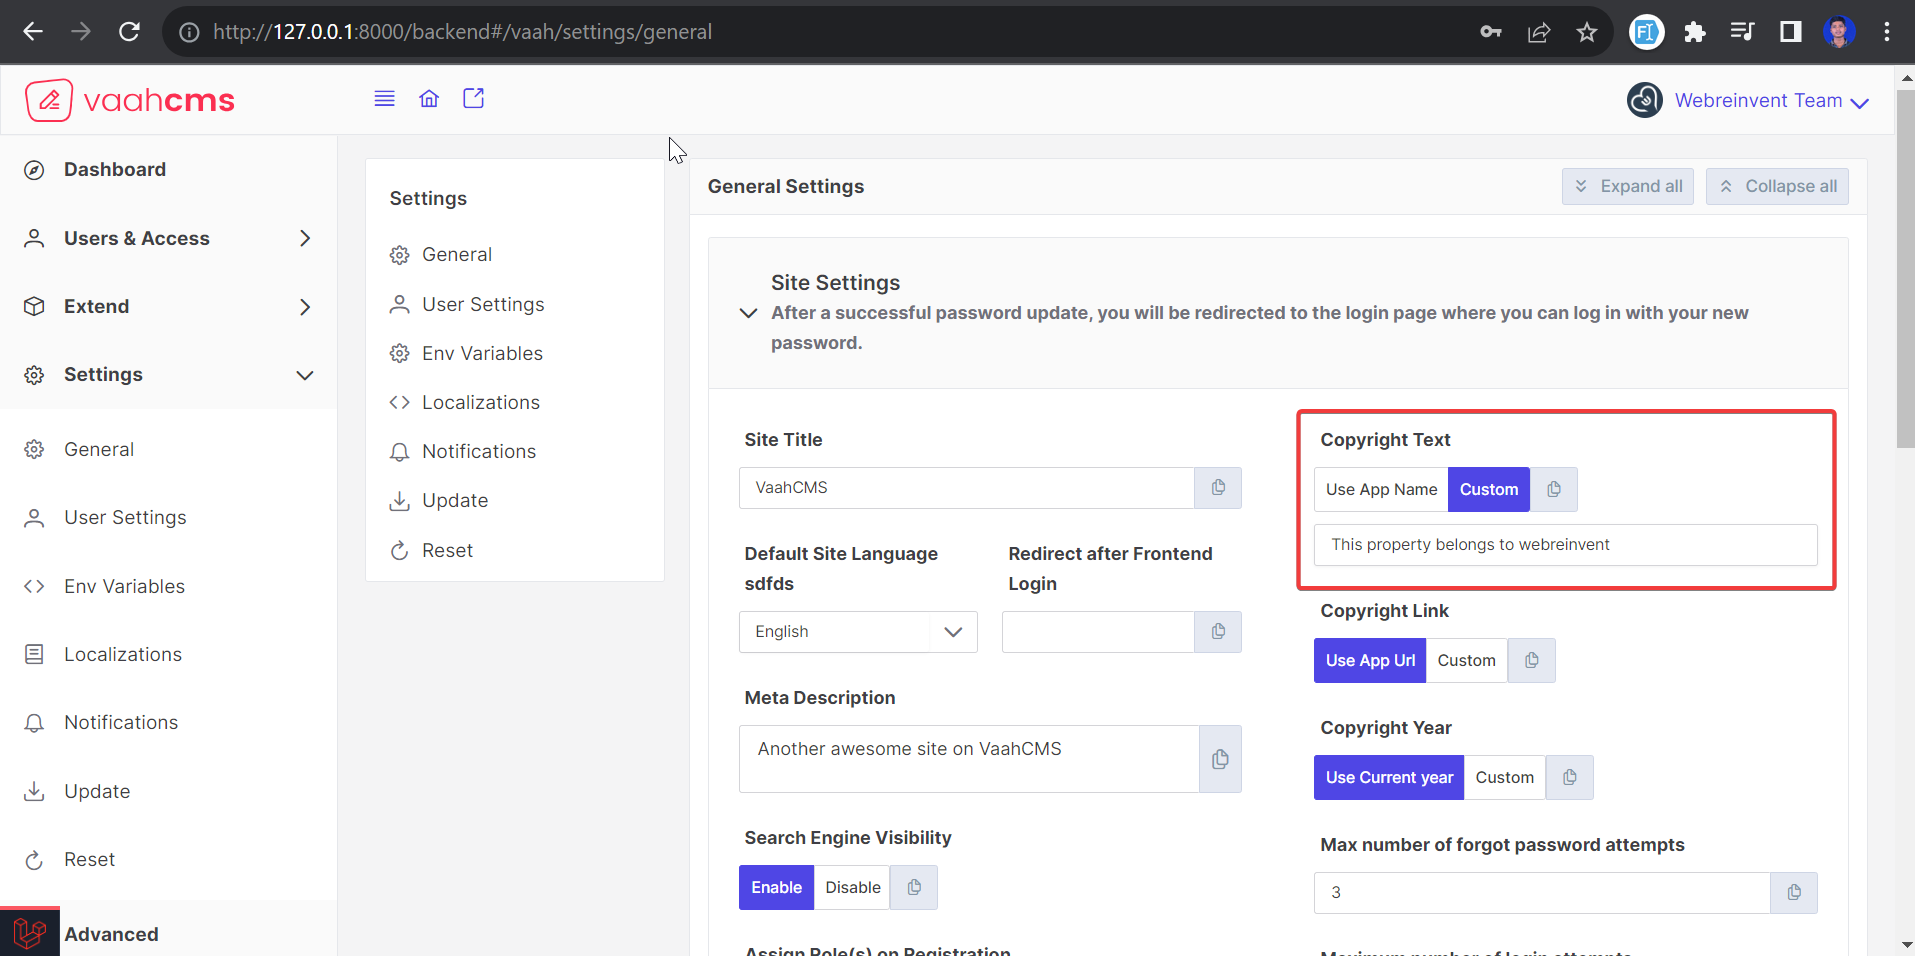 http://127.0.0.1:8000/backend#/vaah/settings/general
vaahcms
Webreinvent Team
Dashboard
Users & Access
Extend
Settings
General
User Settings
Env Variables
Localizations
Notifications
Update
Reset
Advanced
Settings
General
User Settings
Env Variables
Localizations
Notifications
Update
Reset
General Settings
Expand all
Collapse all
Site Settings
After a successful password update, you will be redirected to the login page where you can log in with your new
password.
Site Title
VaahCMS
Default Site Language
sdfds
English
Redirect after Frontend
Login
Meta Description
Another awesome site on VaahCMS
Search Engine Visibility
Enable Disable
Assign Role(s) on Registration
Copyright Text
Use App Name Custom
This property belongs to webreinvent
Copyright Link
Use App Url Custom
Copyright Year
Use Current year Custom
Max number of forgot password attempts
3
Maximum number of login attempts